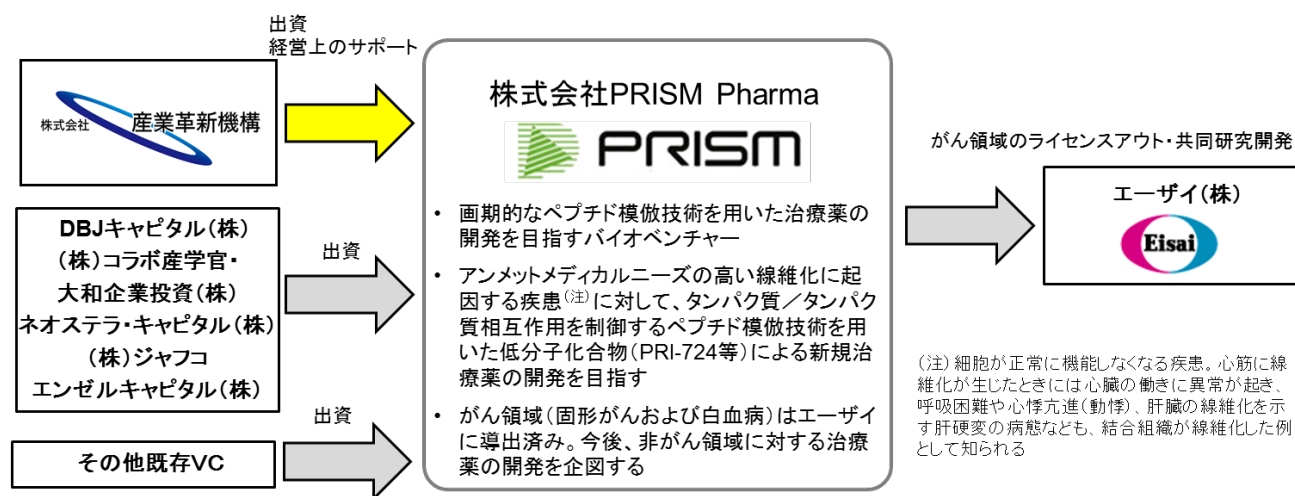 出資
経営上のサポート
株式会社 産業革新機構
DBJキャピタル(株)
(株)コラボ産学官・
大和企業投資(株)
ネオステラ・キャピタル(株)
(株)ジャフコ
エンゼルキャピタル(株)
出資
その他既存VC
出資
株式会社PRISM Pharma
PRISM
• 画期的なペプチド模倣技術を用いた治療薬の
開発を目指すバイオベンチャー
• アンメットメディカルニーズの高い線維化に起
因する疾患(注)に対して、タンパク質/タンパク
質相互作用を制御するペプチド模倣技術を用
いた低分子化合物(PRI-724等)による新規治
療薬の開発を目指す
• がん領域(固形がんおよび白血病)はエーザイ
に導出済み。今後、非がん領域に対する治療
薬の開発を企図する
がん領域のライセンスアウト・共同研究開発
エーザイ(株)
Eisai
(注)細胞が正常に機能しなくなる疾患。心筋に線
維化が生じたときには心臓の働きに異常が起き、
呼吸困難や心悸亢進(動悸)、肝臓の線維化を示
す肝硬変の病態なども、結合組織が線維化した例
として知られる